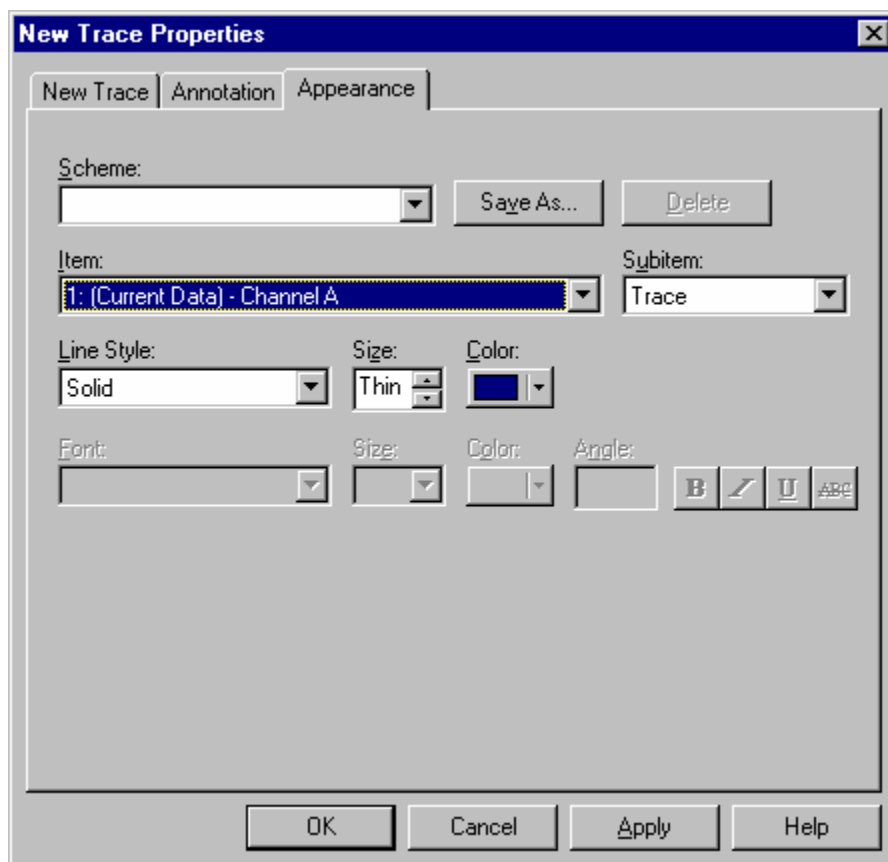 New Trace Properties
New Trace Annotation Appearance
Scheme:
Save As... Delete
Item: Subitem:
1: (Current Data) - Channel A Trace
Line Style: Size: Color:
Solid Thin
Font: Size: Color: Angle:
B I U ABC
OK Cancel Apply Help